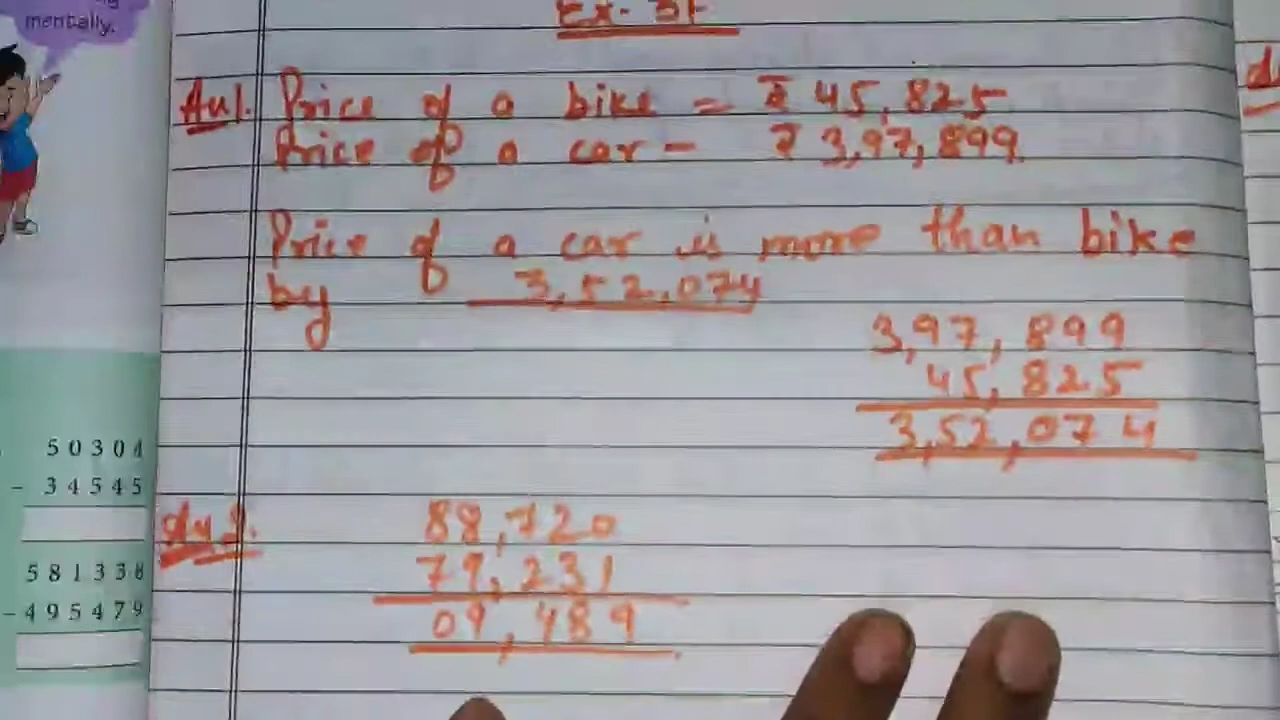 mentally.
Ex- 3f
Au1. Price of a bike = ₹ 45,825
Price of a car - ₹ 3,97,899
Price of a car is more than bike
by 3,52,074
3,97,899
45,825
3,52,074
50304
- 34545
581338
-495479
88,720
79,231
09,489